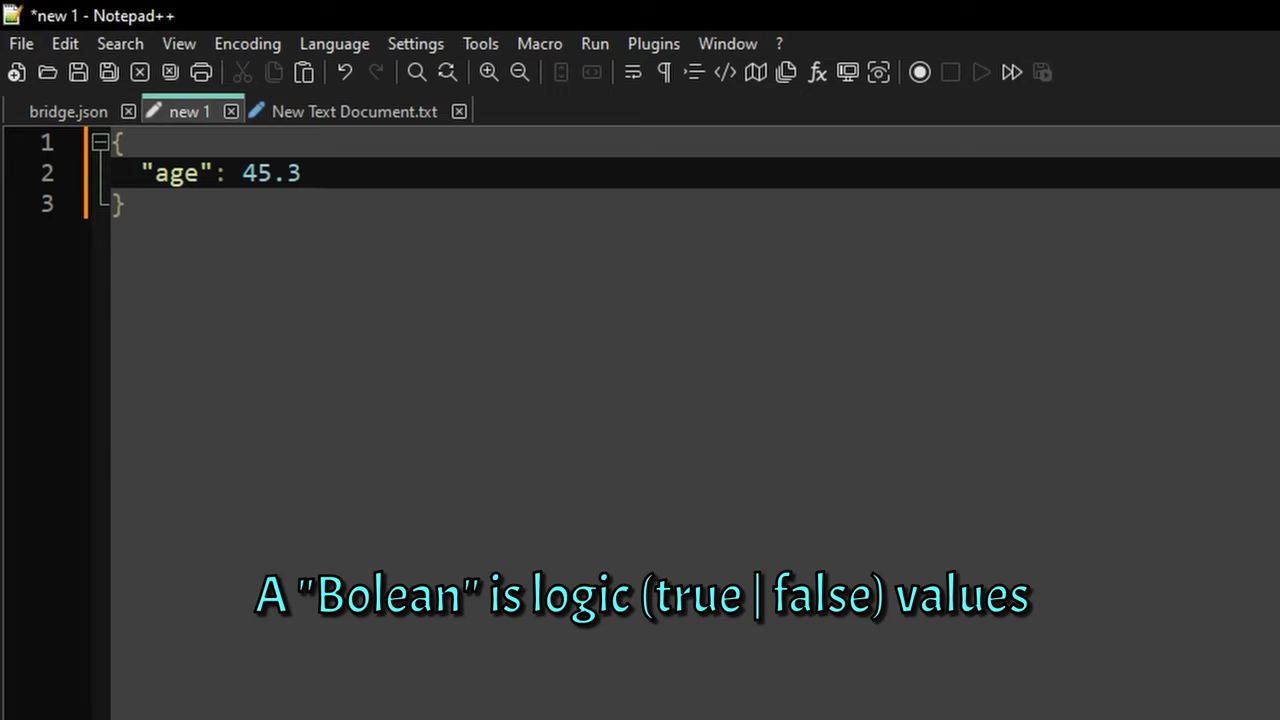 *new 1 - Notepad++
File Edit Search View Encoding Language Settings Tools Macro Run Plugins Window ?
bridge.json new 1 New Text Document.txt
1 {
2 "age": 45.3
3 }
A "Bolean" is logic (true | false) values